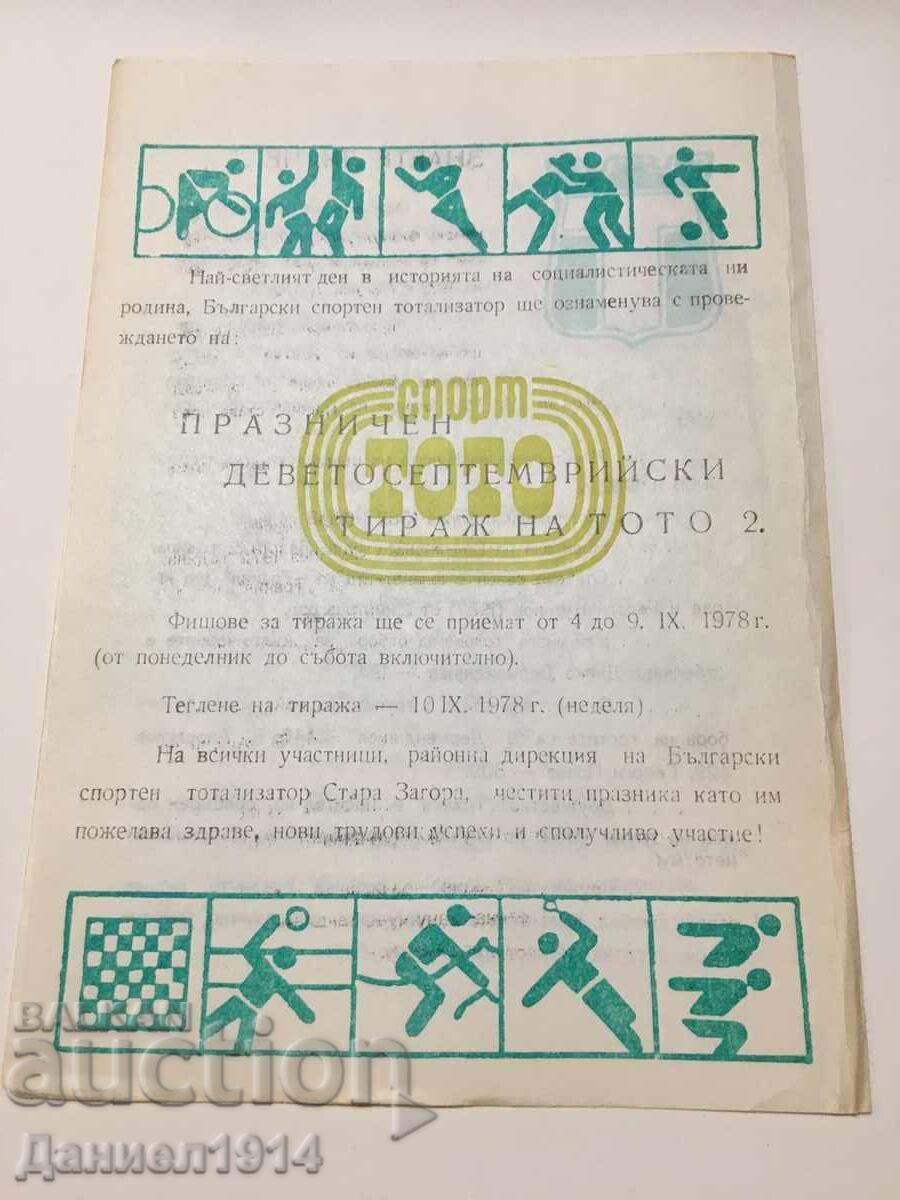 Най-светлият ден в историята на социалистическата ни
родина, Български спортен тотализатор ще ознаменува с прове-
ждането на:
спорт
ТОТО
ПРАЗНИЧЕН
ДЕВЕТОСЕПТЕМВРИЙСКИ
ТИРАЖ НА ТОТО 2.
Фишове за тиража ще се приемат от 4 до 9. IX. 1978 г.
(от понеделник до събота включително).
Теглене на тиража — 10 IX. 1978 г. (неделя)
На всички участници, районна дирекция на Български
спортен тотализатор Стара Загора, честити празника като им
пожелава здраве, нови трудови успехи и сполучливо участие!
БАЛКАН
auction
Даниел1914